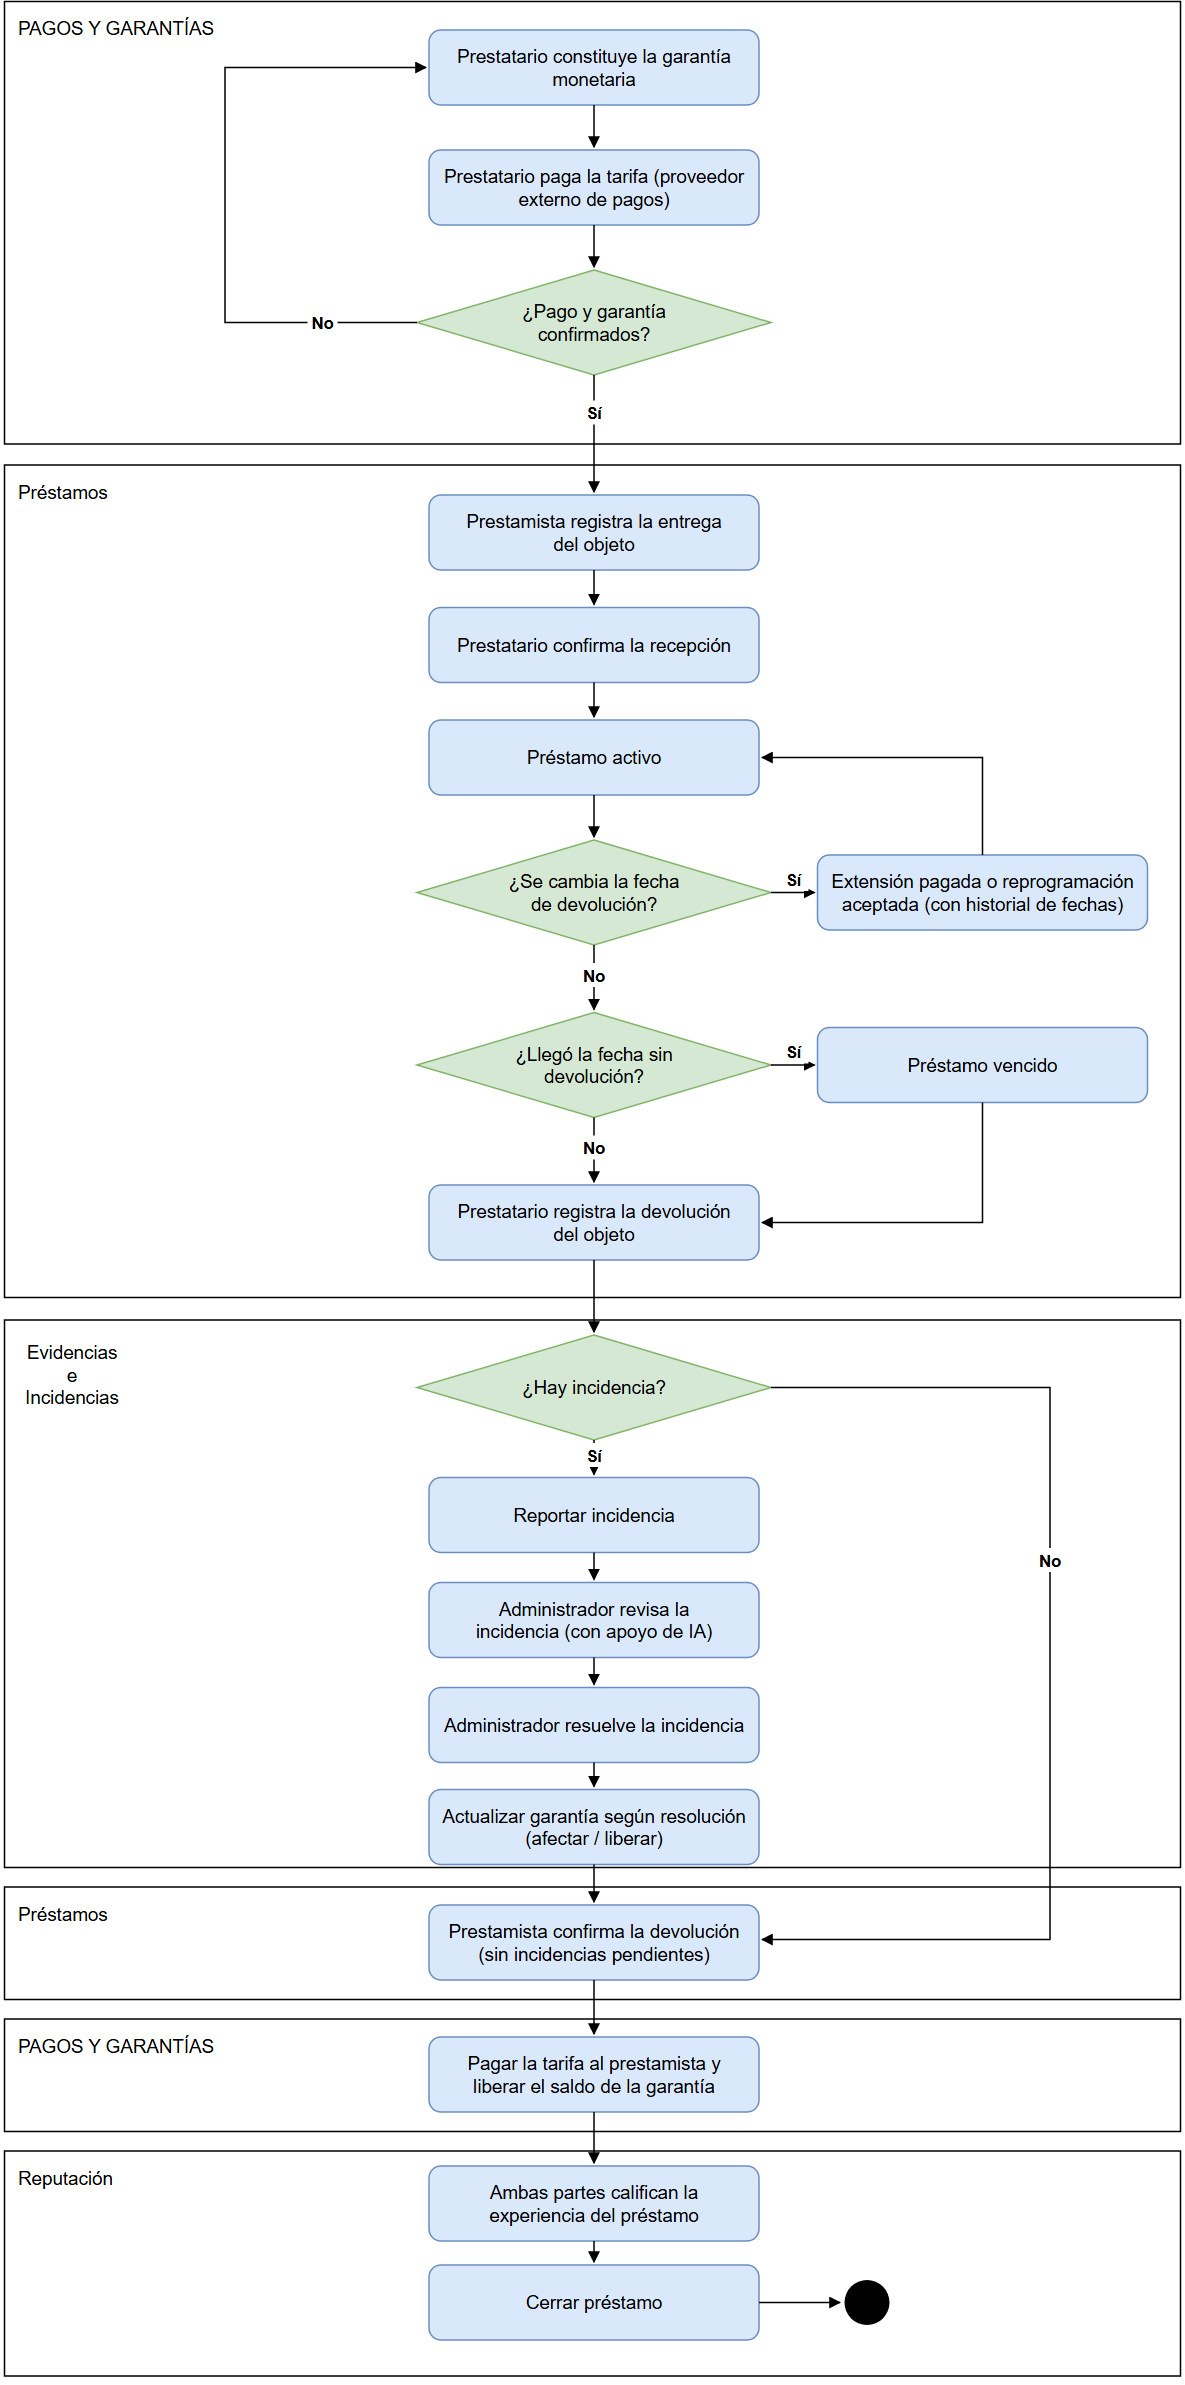 PAGOS Y GARANTÍAS
Prestatario constituye la garantía
monetaria
Prestatario paga la tarifa (proveedor
externo de pagos)
¿Pago y garantía
confirmados?
No
Sí
Préstamos
Prestamista registra la entrega
del objeto
Prestatario confirma la recepción
Préstamo activo
¿Se cambia la fecha
de devolución?
Sí
Extensión pagada o reprogramación
aceptada (con historial de fechas)
No
¿Llegó la fecha sin
devolución?
Sí
Préstamo vencido
No
Prestatario registra la devolución
del objeto
Evidencias
e
Incidencias
¿Hay incidencia?
Sí
Reportar incidencia
No
Administrador revisa la
incidencia (con apoyo de IA)
Administrador resuelve la incidencia
Actualizar garantía según resolución
(afectar / liberar)
Préstamos
Prestamista confirma la devolución
(sin incidencias pendientes)
PAGOS Y GARANTÍAS
Pagar la tarifa al prestamista y
liberar el saldo de la garantía
Reputación
Ambas partes califican la
experiencia del préstamo
Cerrar préstamo